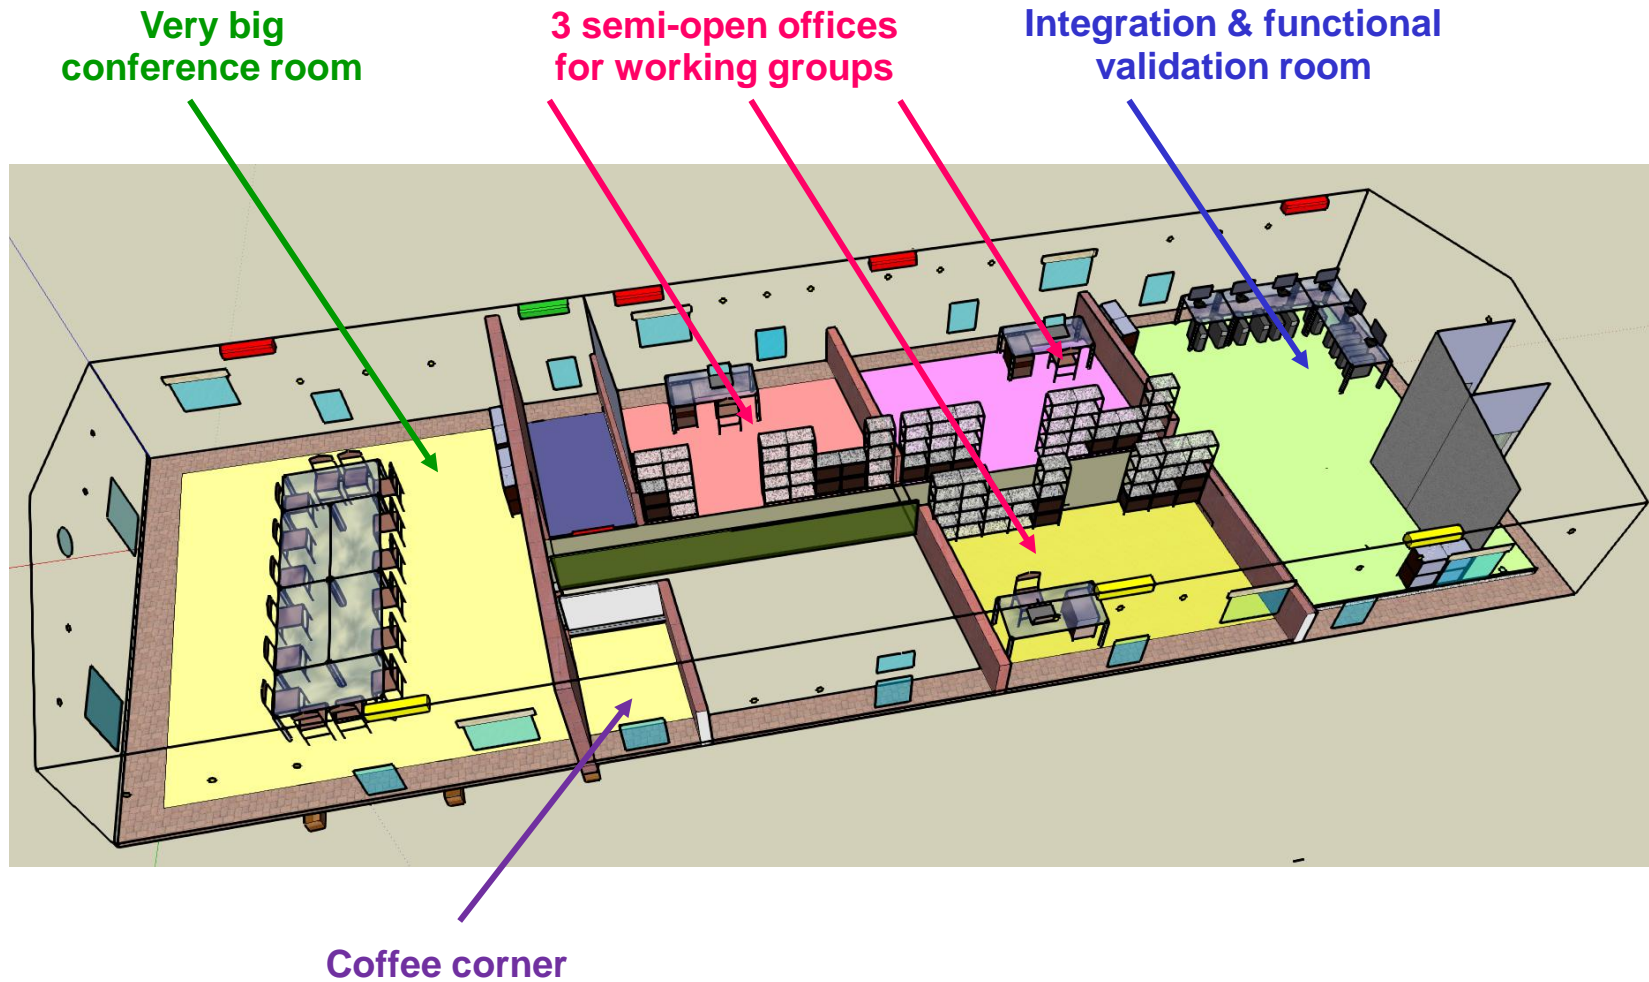 Very big
conference room
3 semi-open offices
for working groups
Integration & functional
validation room
Coffee corner